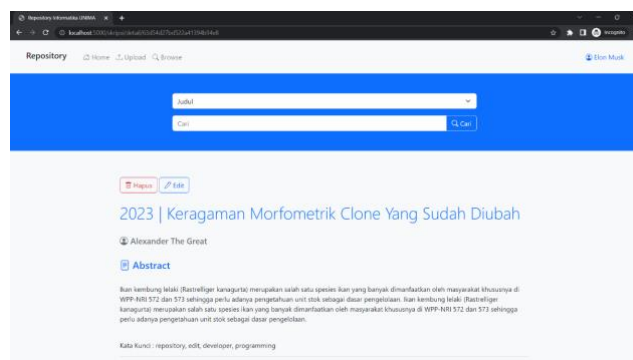 Repository Informatika UNIMA
localhost
Incognito
Repository Home Upload Browse Elon Musk
Judul
Cari Cari
Hapus Edit
2023 | Keragaman Morfometrik Clone Yang Sudah Diubah
Alexander The Great
Abstract
Ikan kembung lelaki (Rastrelliger kanagurta) merupakan salah satu spesies ikan yang banyak dimanfaatkan oleh masyarakat khususnya di
WPP-NRI 572 dan 573 sehingga perlu adanya pengetahuan unit stok sebagai dasar pengelolaan. Ikan kembung lelaki (Rastrelliger
kanagurta) merupakan salah satu spesies ikan yang banyak dimanfaatkan oleh masyarakat khususnya di WPP-NRI 572 dan 573 sehingga
perlu adanya pengetahuan unit stok sebagai dasar pengelolaan.
Kata Kunci : repository, edit, developer, programming